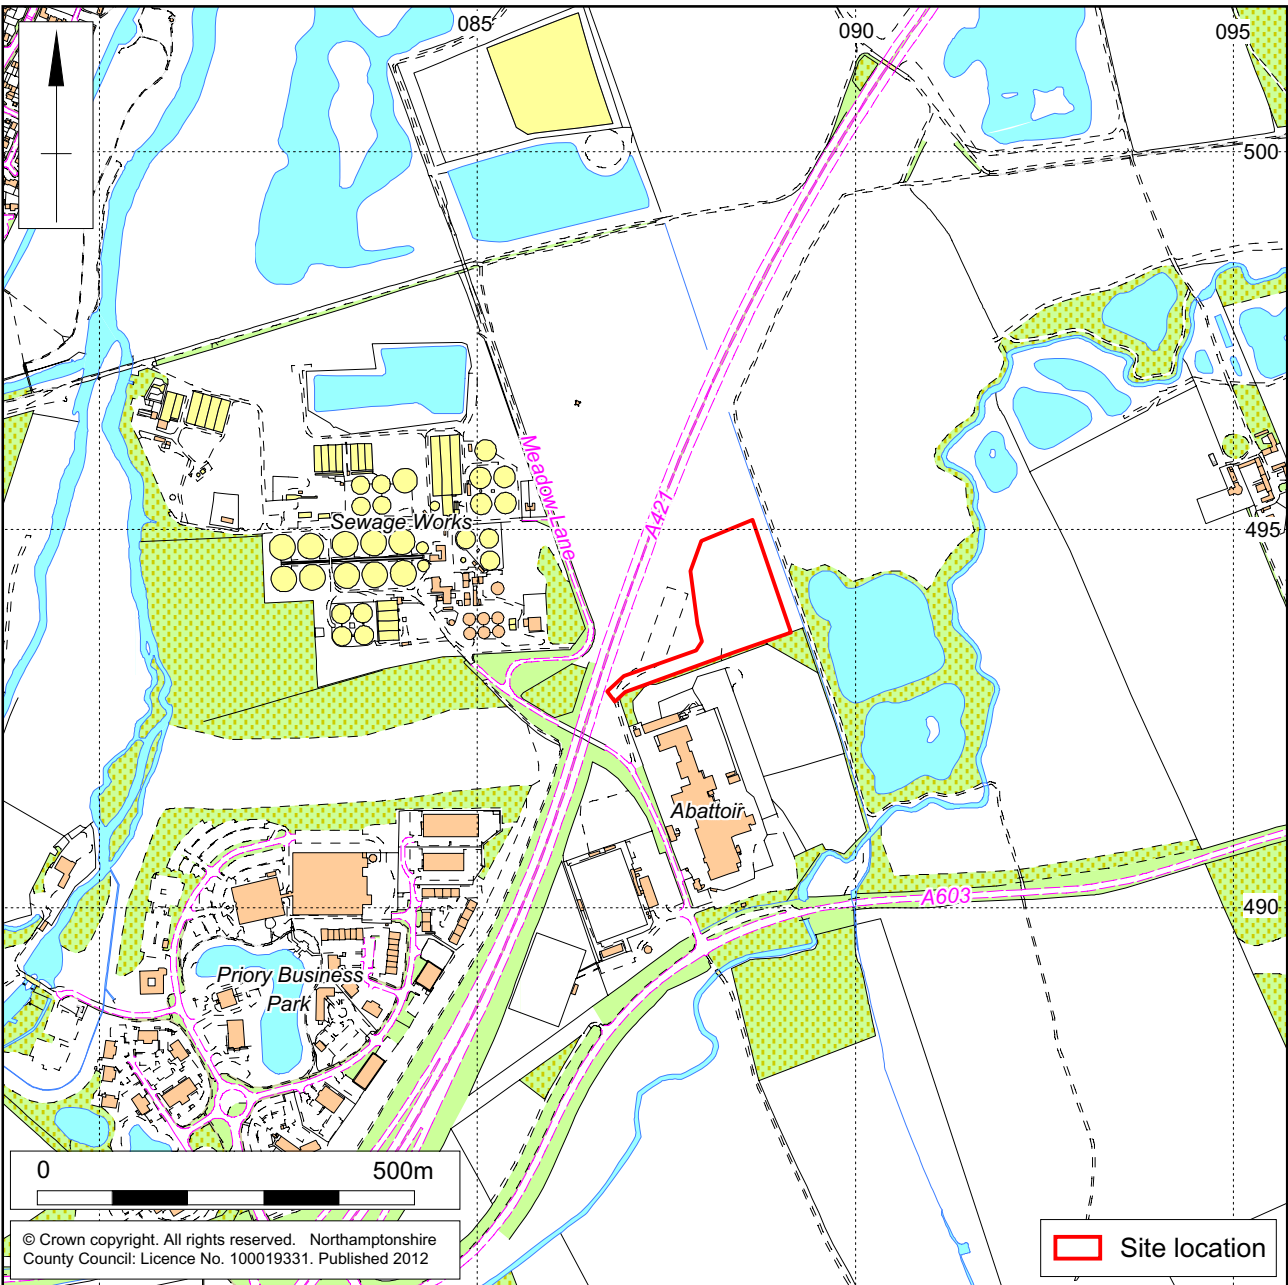 085
090
095
500
Meadow Lane
A421
Sewage Works
495
Abattoir
A603
490
Priory Business
Park
0 500m
© Crown copyright. All rights reserved. Northamptonshire
County Council: Licence No. 100019331. Published 2012
Site location